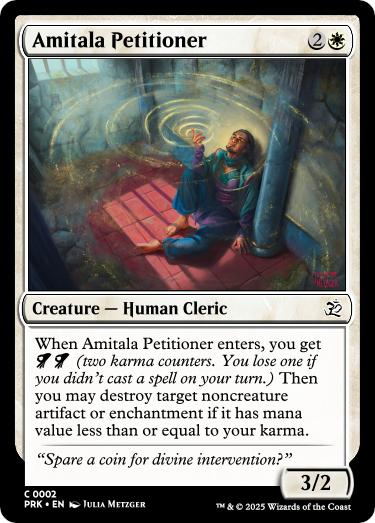 Amitala Petitioner 2
Creature — Human Cleric
When Amitala Petitioner enters, you get
(two karma counters. You lose one if
you didn't cast a spell on your turn.) Then
you may destroy target noncreature
artifact or enchantment if it has mana
value less than or equal to your karma.
"Spare a coin for divine intervention?"
3/2
C 0002
PRK • EN JULIA METZGER
™ & © 2025 Wizards of the Coast